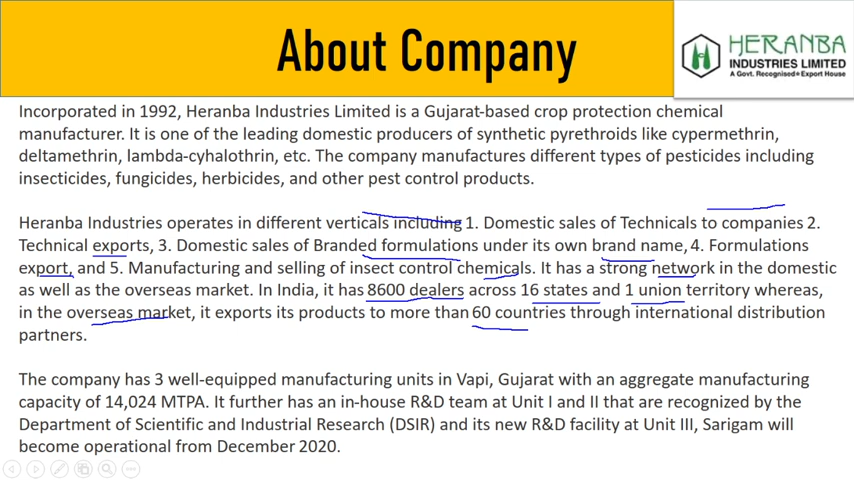 About Company
HERANBA
INDUSTRIES LIMITED
A Govt. Recognised★Export House
Incorporated in 1992, Heranba Industries Limited is a Gujarat-based crop protection chemical
manufacturer. It is one of the leading domestic producers of synthetic pyrethroids like cypermethrin,
deltamethrin, lambda-cyhalothrin, etc. The company manufactures different types of pesticides including
insecticides, fungicides, herbicides, and other pest control products.
Heranba Industries operates in different verticals including 1. Domestic sales of Technicals to companies 2.
Technical exports, 3. Domestic sales of Branded formulations under its own brand name, 4. Formulations
export, and 5. Manufacturing and selling of insect control chemicals. It has a strong network in the domestic
as well as the overseas market. In India, it has 8600 dealers across 16 states and 1 union territory whereas,
in the overseas market, it exports its products to more than 60 countries through international distribution
partners.
The company has 3 well-equipped manufacturing units in Vapi, Gujarat with an aggregate manufacturing
capacity of 14,024 MTPA. It further has an in-house R&D team at Unit I and II that are recognized by the
Department of Scientific and Industrial Research (DSIR) and its new R&D facility at Unit III, Sarigam will
become operational from December 2020.